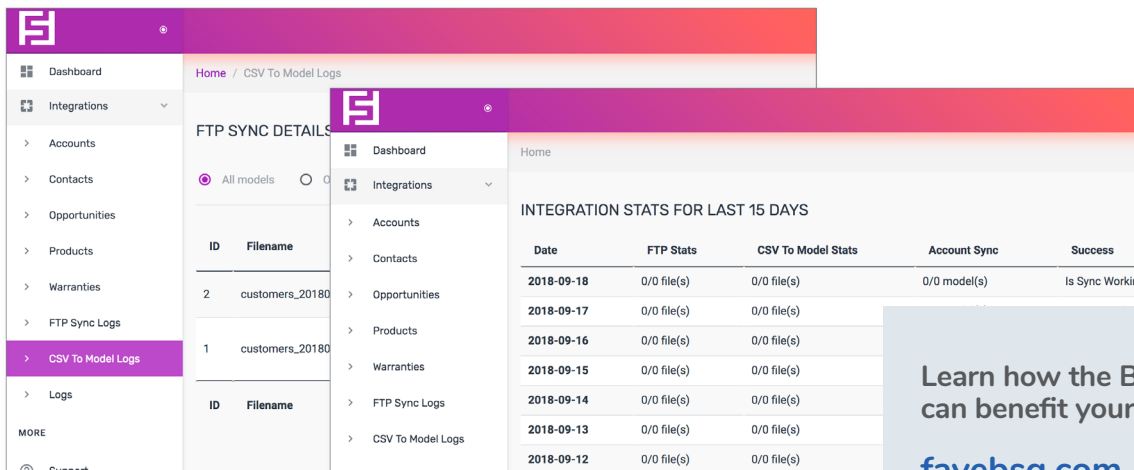 Dashboard
Integrations
Accounts
Contacts
Opportunities
Products
Warranties
FTP Sync Logs
CSV To Model Logs
Logs
MORE
Support
Home / CSV To Model Logs
FTP SYNC DETAILS
All models
ID Filename
2 customers_20180
1 customers_20180
ID Filename
Dashboard
Integrations
Accounts
Contacts
Opportunities
Products
Warranties
FTP Sync Logs
CSV To Model Logs
Home
INTEGRATION STATS FOR LAST 15 DAYS
Date FTP Stats CSV To Model Stats Account Sync Success
2018-09-18 0/0 file(s) 0/0 file(s) 0/0 model(s) Is Sync Workin
2018-09-17 0/0 file(s) 0/0 file(s)
2018-09-16 0/0 file(s) 0/0 file(s)
2018-09-15 0/0 file(s) 0/0 file(s)
2018-09-14 0/0 file(s) 0/0 file(s)
2018-09-13 0/0 file(s) 0/0 file(s)
2018-09-12 0/0 file(s) 0/0 file(s)
Learn how the B
can benefit your
fayebsg.com